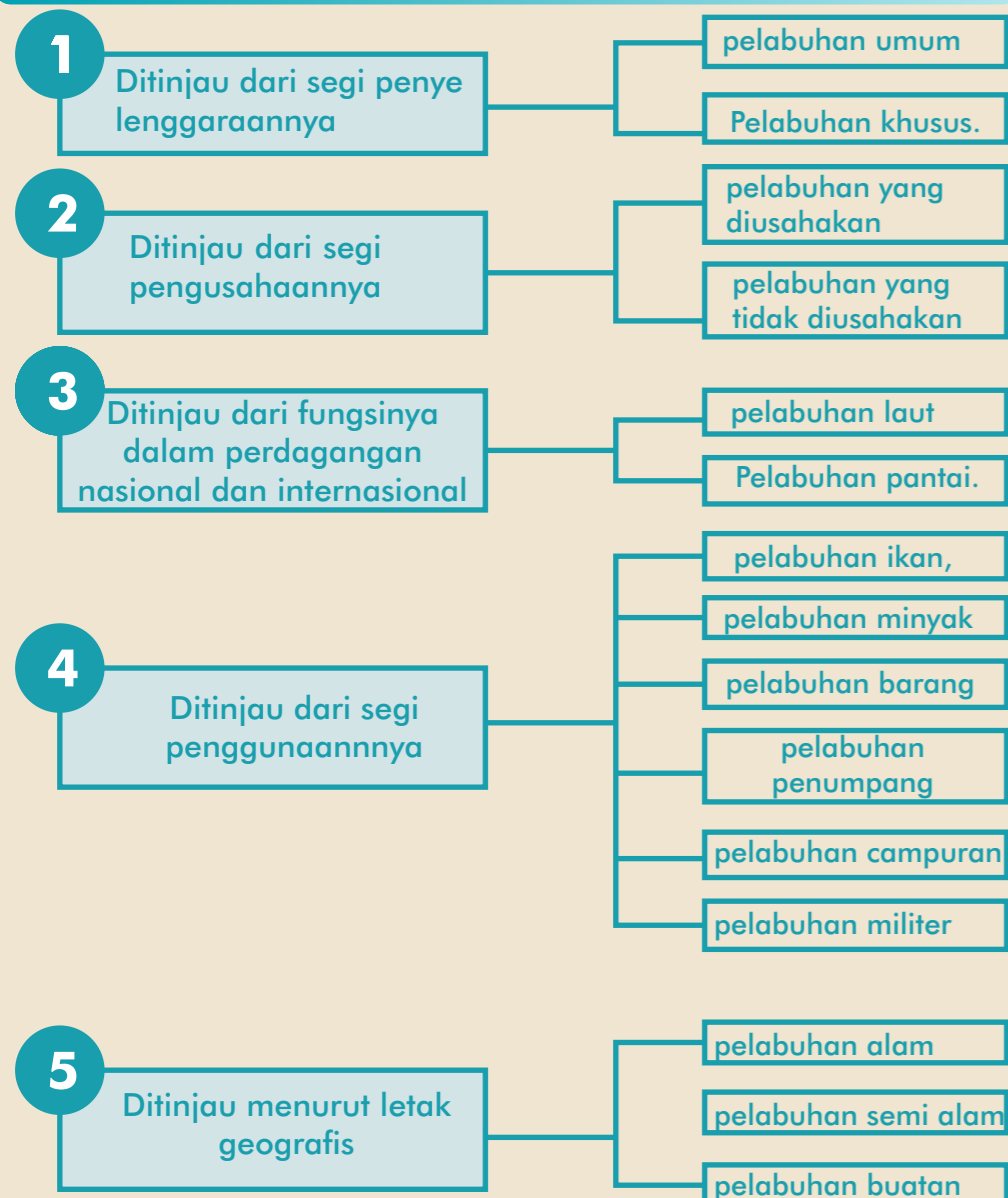 1
Ditinjau dari segi penye
lenggaraannya
pelabuhan umum
Pelabuhan khusus.
2
Ditinjau dari segi
pengusahaannya
pelabuhan yang
diusahakan
pelabuhan yang
tidak diusahakan
3
Ditinjau dari fungsinya
dalam perdagangan
nasional dan internasional
pelabuhan laut
Pelabuhan pantai.
4
Ditinjau dari segi
penggunaannnya
pelabuhan ikan,
pelabuhan minyak
pelabuhan barang
pelabuhan
penumpang
pelabuhan campuran
pelabuhan militer
5
Ditinjau menurut letak
geografis
pelabuhan alam
pelabuhan semi alam
pelabuhan buatan